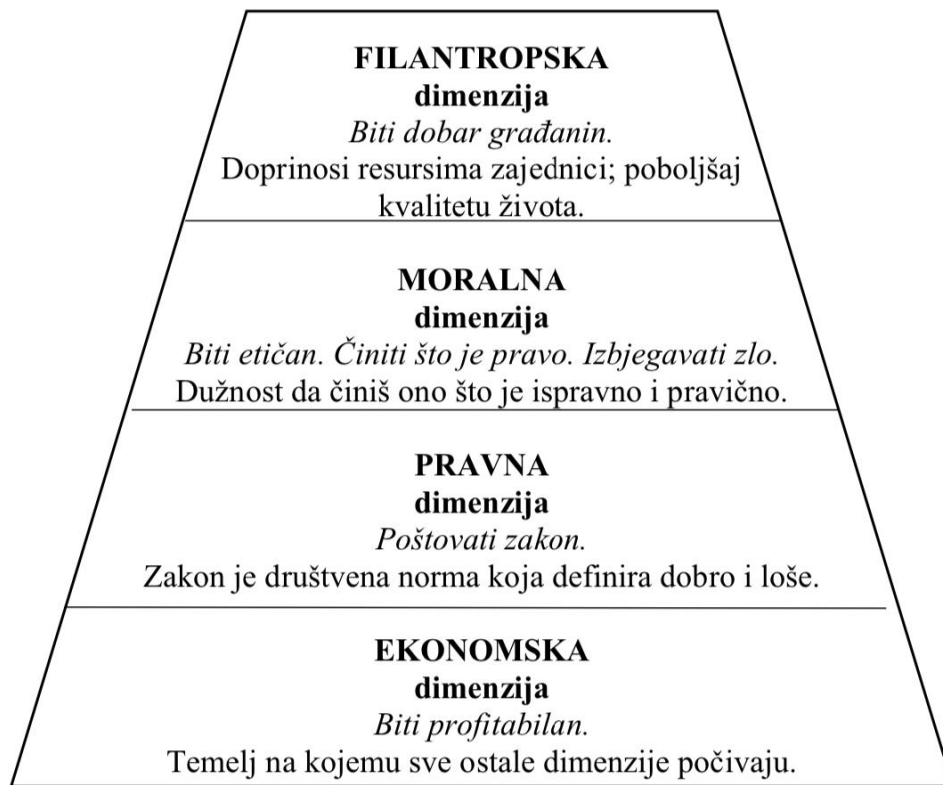 FILANTROPSKA
dimenzija
Biti dobar građanin.
Doprinosi resursima zajednici; poboljšaj
kvalitetu života.
MORALNA
dimenzija
Biti etičan. Činiti što je pravo. Izbjegavati zlo.
Dužnost da činiš ono što je ispravno i pravično.
PRAVNA
dimenzija
Poštovati zakon.
Zakon je društvena norma koja definira dobro i loše.
EKONOMSKA
dimenzija
Biti profitabilan.
Temelj na kojemu sve ostale dimenzije počivaju.